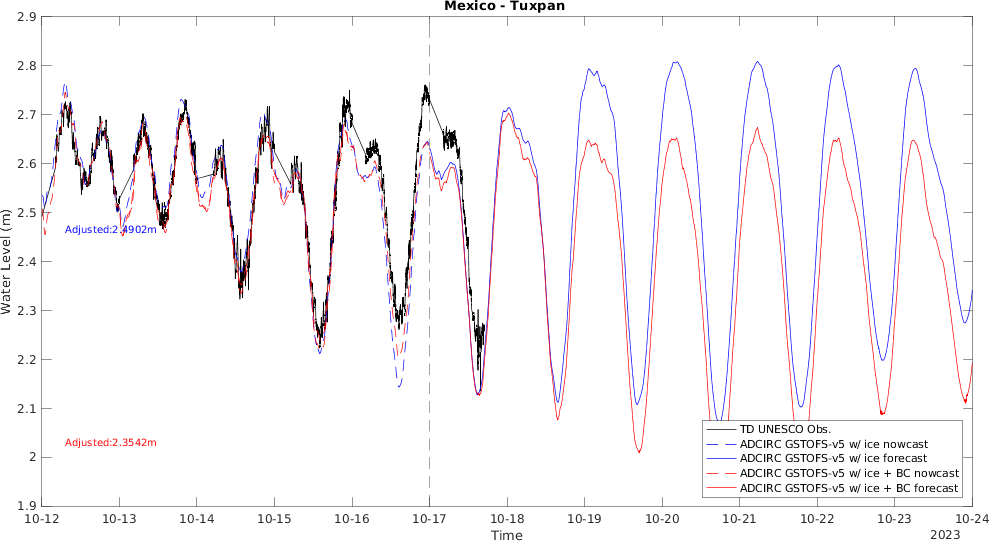 Mexico - Tuxpan
2.9
2.8
2.7
2.6
2.5
2.4
2.3
2.2
2.1
2
1.9
Water Level (m)
Adjusted:2.4902m
Adjusted:2.3542m
TD UNESCO Obs.
ADCIRC GSTOFS-v5 w/ ice nowcast
ADCIRC GSTOFS-v5 w/ ice forecast
ADCIRC GSTOFS-v5 w/ ice + BC nowcast
ADCIRC GSTOFS-v5 w/ ice + BC forecast
10-12 10-13 10-14 10-15 10-16 10-17 10-18 10-19 10-20 10-21 10-22 10-23 10-24
Time
2023